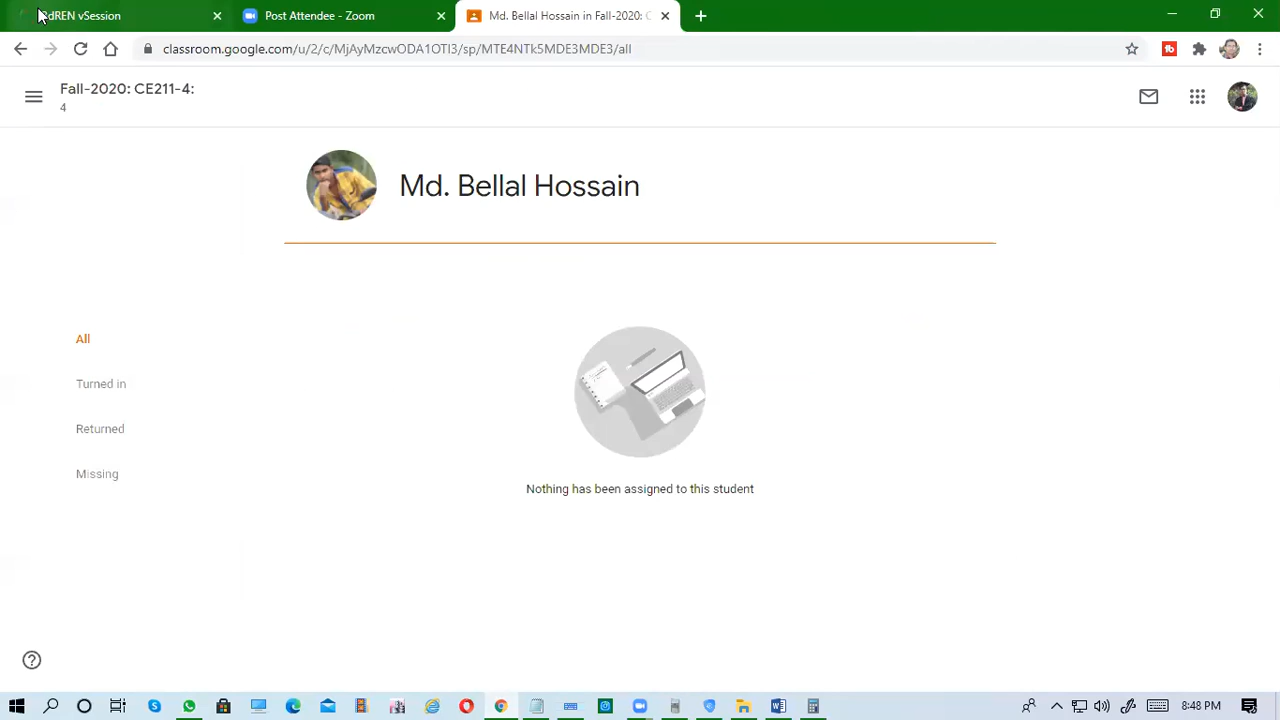 dREN vSession
Post Attendee - Zoom
Md. Bellal Hossain in Fall-2020: C
classroom.google.com/u/2/c/MjAyMzcwODA1OTI3/sp/MTE4NTk5MDE3MDE3/all
Fall-2020: CE211-4:
4
Md. Bellal Hossain
All
Turned in
Returned
Missing
Nothing has been assigned to this student
8:48 PM